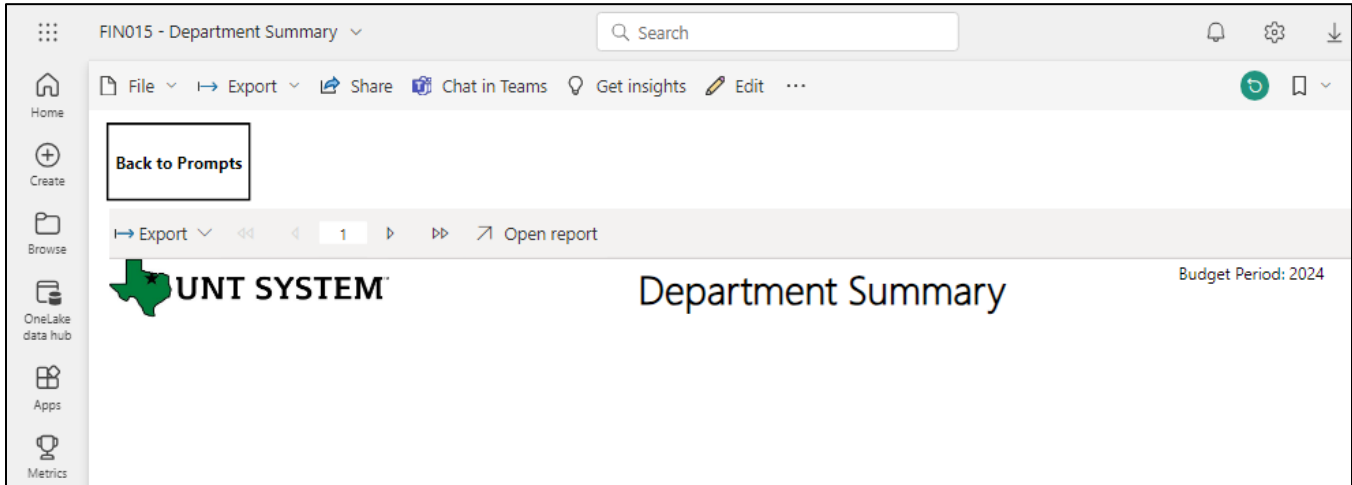 FIN015 - Department Summary
Search
File
Export
Share
Chat in Teams
Get insights
Edit
Home
Create
Browse
OneLake
data hub
Apps
Metrics
Back to Prompts
Export
1
Open report
UNT SYSTEM™
Department Summary
Budget Period: 2024